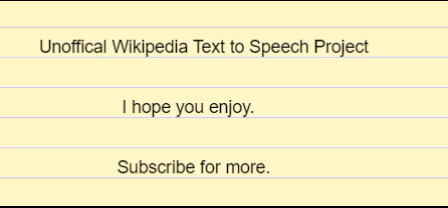 Unoffical Wikipedia Text to Speech Project
I hope you enjoy.
Subscribe for more.